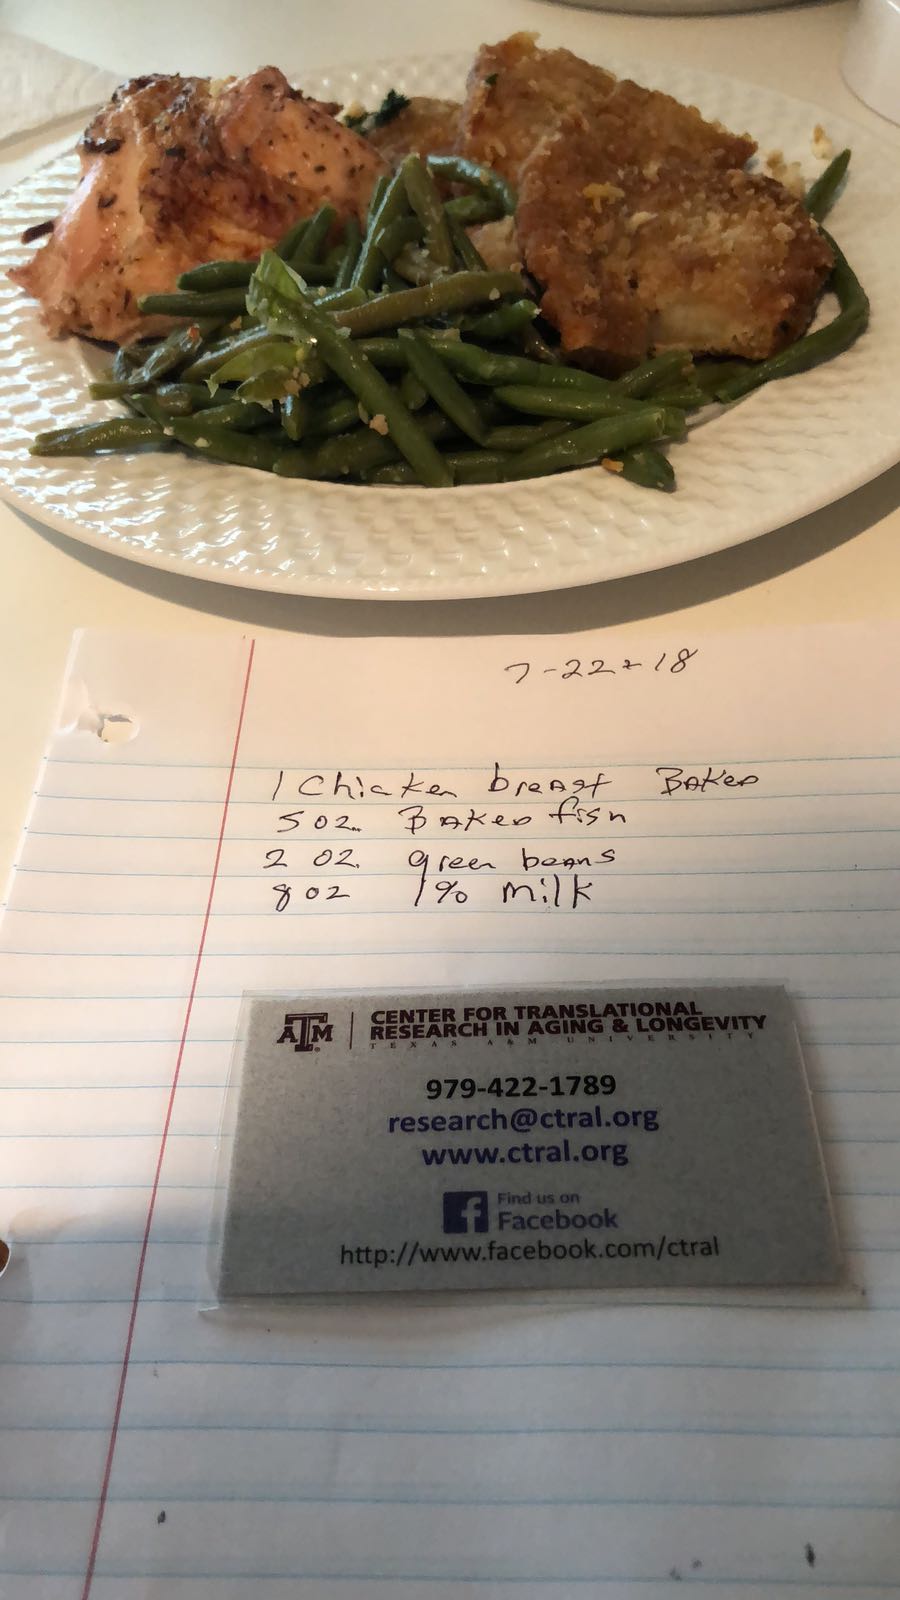 7-22-18
1 Chicken breast Baked
5 oz. Baked fish
2 oz. green beans
8 oz 1% milk
ATM
CENTER FOR TRANSLATIONAL
RESEARCH IN AGING & LONGEVITY
TEXAS A&M UNIVERSITY
979-422-1789
research@ctral.org
www.ctral.org
f Find us on
Facebook
http://www.facebook.com/ctral